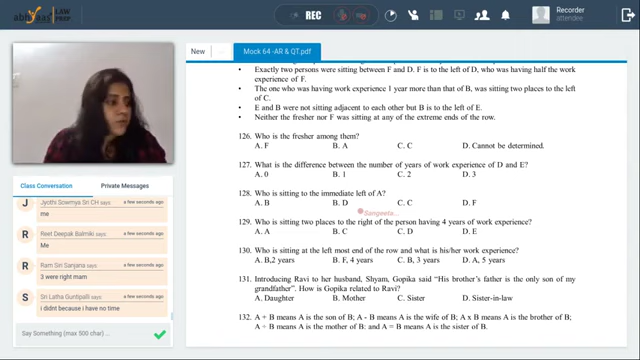 abhyaas LAW PREP
REC
Recorder
attendee
New
Mock 64 -AR & QT.pdf
Class Conversation
Private Messages
J
Jyothi Sowmya Sri CH says
a few seconds ago
me
R
Reet Deepak Balmiki says
a few seconds ago
Me
R
Ram Siri Sanjana says
a few seconds ago
3 were right mam
S
Sri Latha Guntipalli says
a few seconds ago
i didnt because i have no time
Say Something (max 500 char) ...
• Exactly two persons were sitting between F and D. F is to the left of D, who was having half the work
experience of F.
• The one who was having work experience 1 year more than that of B, was sitting two places to the left
of C.
• E and B were not sitting adjacent to each other but B is to the left of E.
• Neither the fresher nor F was sitting at any of the extreme ends of the row.
126. Who is the fresher among them?
A. F B. A C. C D. Cannot be determined.
127. What is the difference between the number of years of work experience of D and E?
A. 0 B. 1 C. 2 D. 3
128. Who is sitting to the immediate left of A?
A. B B. D C. C D. F
Sangeeta...
129. Who is sitting two places to the right of the person having 4 years of work experience?
A. A B. C C. D D. E
130. Who is sitting at the left most end of the row and what is his/her work experience?
A. B,2 years B. F, 4 years C. B, 3 years D. A, 5 years
131. Introducing Ravi to her husband, Shyam, Gopika said “His brother’s father is the only son of my
grandfather”. How is Gopika related to Ravi?
A. Daughter B. Mother C. Sister D. Sister-in-law
132. A + B means A is the son of B; A - B means A is the wife of B; A x B means A is the brother of B;
A ÷ B means A is the mother of B: and A = B means A is the sister of B.